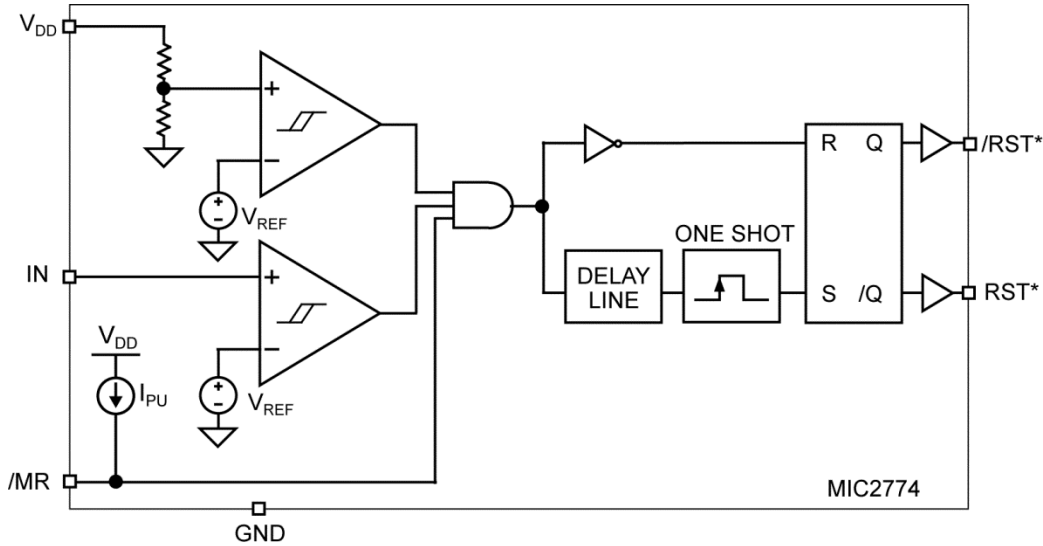 VDD
+
−
+
−
VREF
R Q
/RST*
IN
+
−
ONE SHOT
DELAY
LINE
S /Q
RST*
VDD
IPU
+
−
VREF
/MR
MIC2774
GND